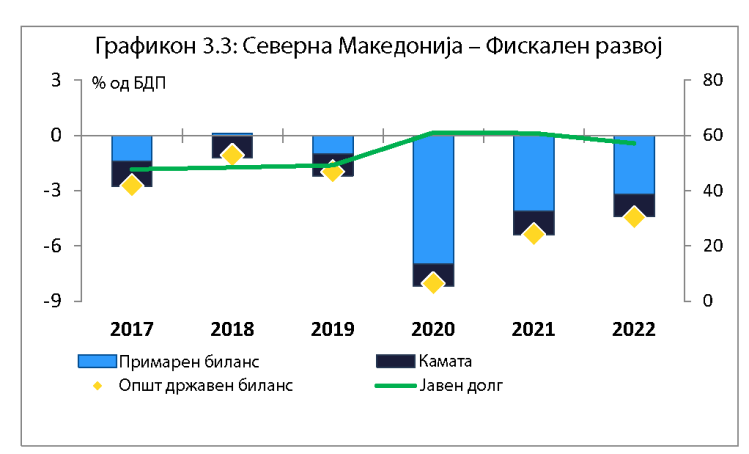 Графикон 3.3: Северна Македонија – Фискален развој
% од БДП
3
0
-3
-6
-9
80
60
40
20
0
2017 2018 2019 2020 2021 2022
Примарен биланс Камата
Општ државен биланс Јавен долг